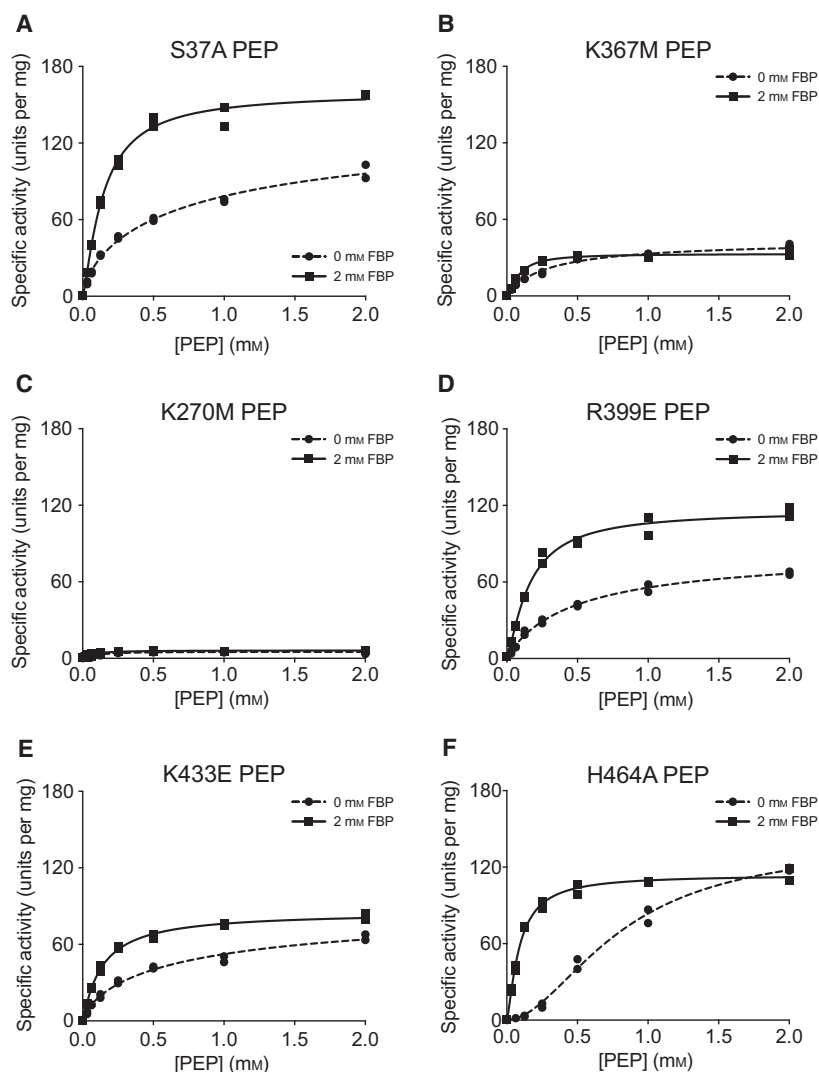 A
S37A PEP
Specific activity (units per mg)
180
120
60
0
0.0 0.5 1.0 1.5 2.0
[PEP] (mM)
0 mM FBP
2 mM FBP
B
K367M PEP
Specific activity (units per mg)
180
120
60
0
0.0 0.5 1.0 1.5 2.0
[PEP] (mM)
0 mM FBP
2 mM FBP
C
K270M PEP
Specific activity (units per mg)
180
120
60
0
0.0 0.5 1.0 1.5 2.0
[PEP] (mM)
0 mM FBP
2 mM FBP
D
R399E PEP
Specific activity (units per mg)
180
120
60
0
0.0 0.5 1.0 1.5 2.0
[PEP] (mM)
0 mM FBP
2 mM FBP
E
K433E PEP
Specific activity (units per mg)
180
120
60
0
0.0 0.5 1.0 1.5 2.0
[PEP] (mM)
0 mM FBP
2 mM FBP
F
H464A PEP
Specific activity (units per mg)
180
120
60
0
0.0 0.5 1.0 1.5 2.0
[PEP] (mM)
0 mM FBP
2 mM FBP